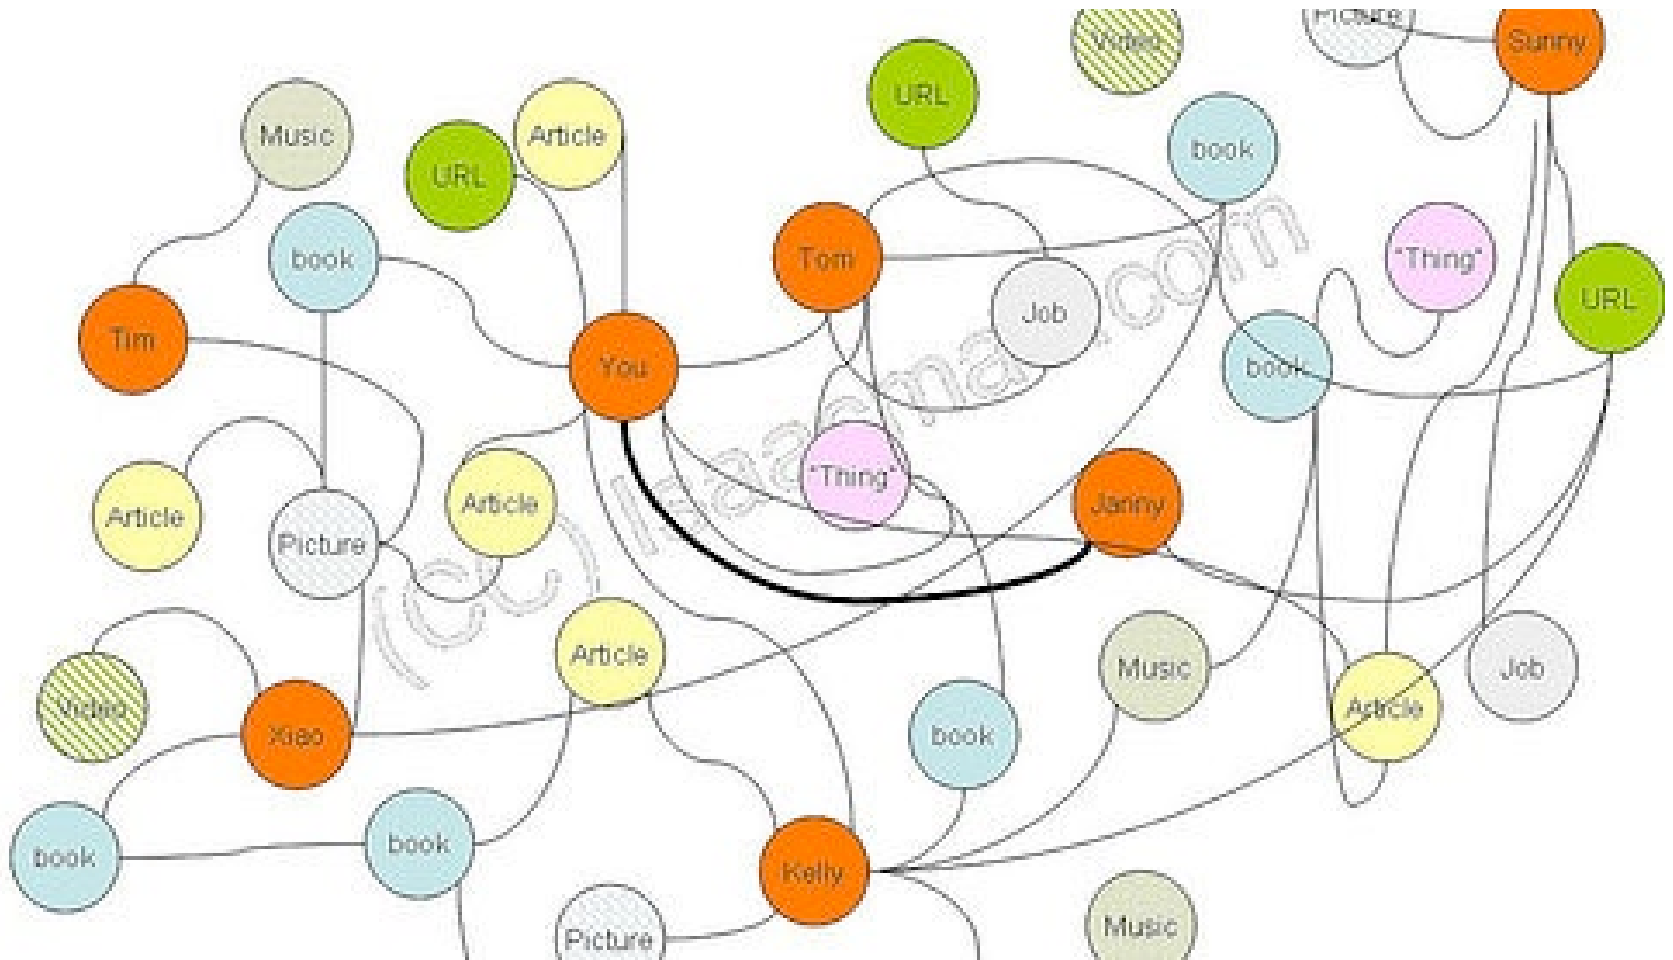 Picture
Sunny
Video
URL
Music
Article
book
URL
book
Tom
"Thing"
URL
Job
Tim
You
book
"Thing"
Article
Article
Janny
Picture
Article
Music
Job
Video
Article
Xiao
book
book
book
Kelly
Music
Picture